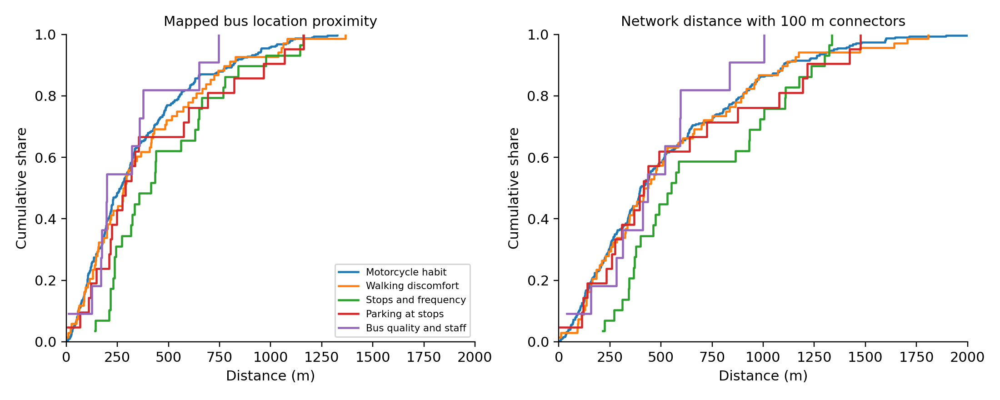 Mapped bus location proximity
Network distance with 100 m connectors
Cumulative share
1.0
0.8
0.6
0.4
0.2
0.0
0 250 500 750 1000 1250 1500 1750 2000
Distance (m)
Motorcycle habit
Walking discomfort
Stops and frequency
Parking at stops
Bus quality and staff
Cumulative share
1.0
0.8
0.6
0.4
0.2
0.0
0 250 500 750 1000 1250 1500 1750 2000
Distance (m)